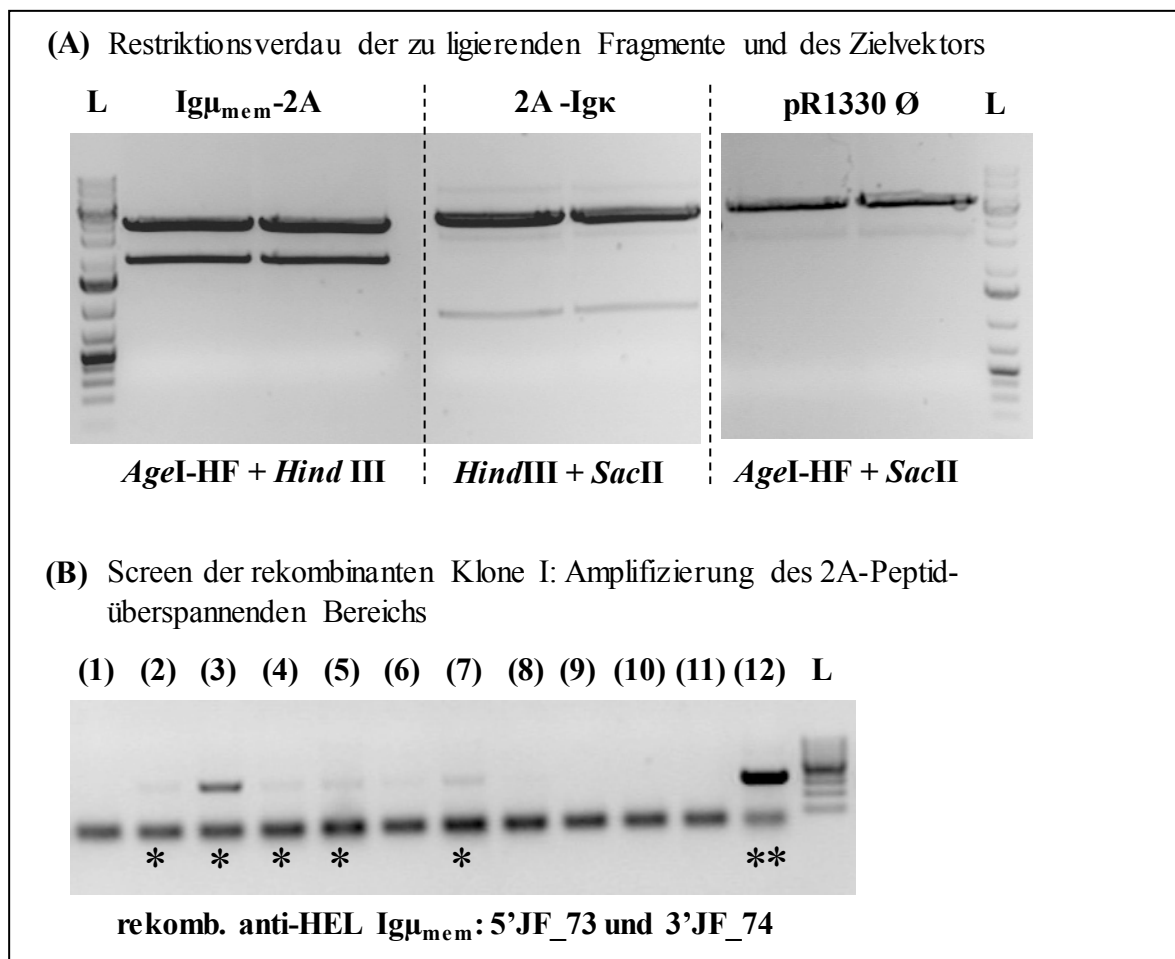 (A) Restriktionsverdau der zu ligierenden Fragmente und des Zielvektors
L Igμmem-2A 2A -Igκ pR1330 Ø L
AgeI-HF + Hind III HindIII + SacII AgeI-HF + SacII
(B) Screen der rekombinanten Klone I: Amplifizierung des 2A-Peptid-
überspannenden Bereichs
(1) (2) (3) (4) (5) (6) (7) (8) (9) (10) (11) (12) L
* * * * * **
rekomb. anti-HEL Igμmem: 5’JF_73 und 3’JF_74